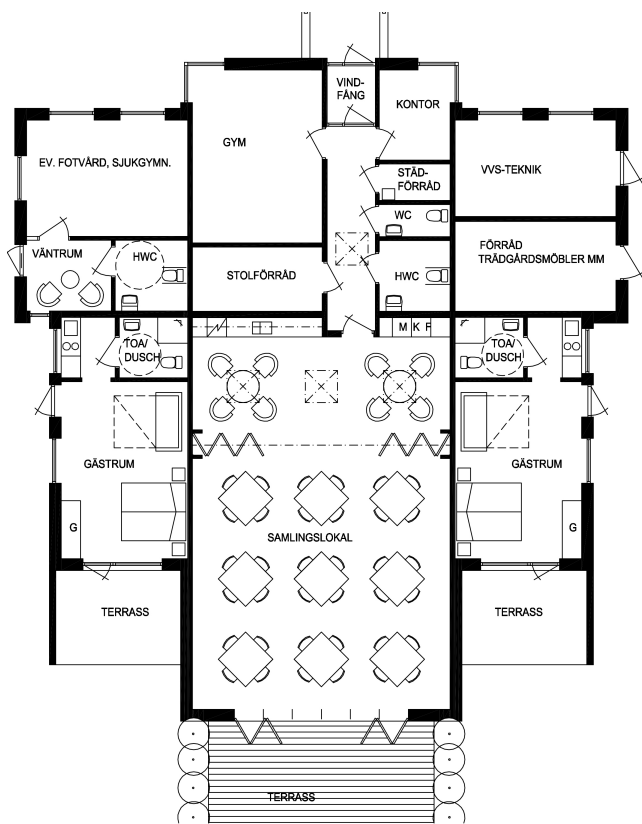 VIND-
FÅNG
KONTOR
GYM
EV. FOTVÅRD, SJUKGYMN.
VVS-TEKNIK
STÄD-
FÖRRÅD
WC
VÄNTRUM
HWC
STOLFÖRRÅD
HWC
FÖRRÅD
TRÄDGÅRDSMÖBLER MM
TOA/
DUSCH
M K F
TOA/
DUSCH
GÄSTRUM
GÄSTRUM
G
SAMLINGSLOKAL
G
TERRASS
TERRASS
TERRASS